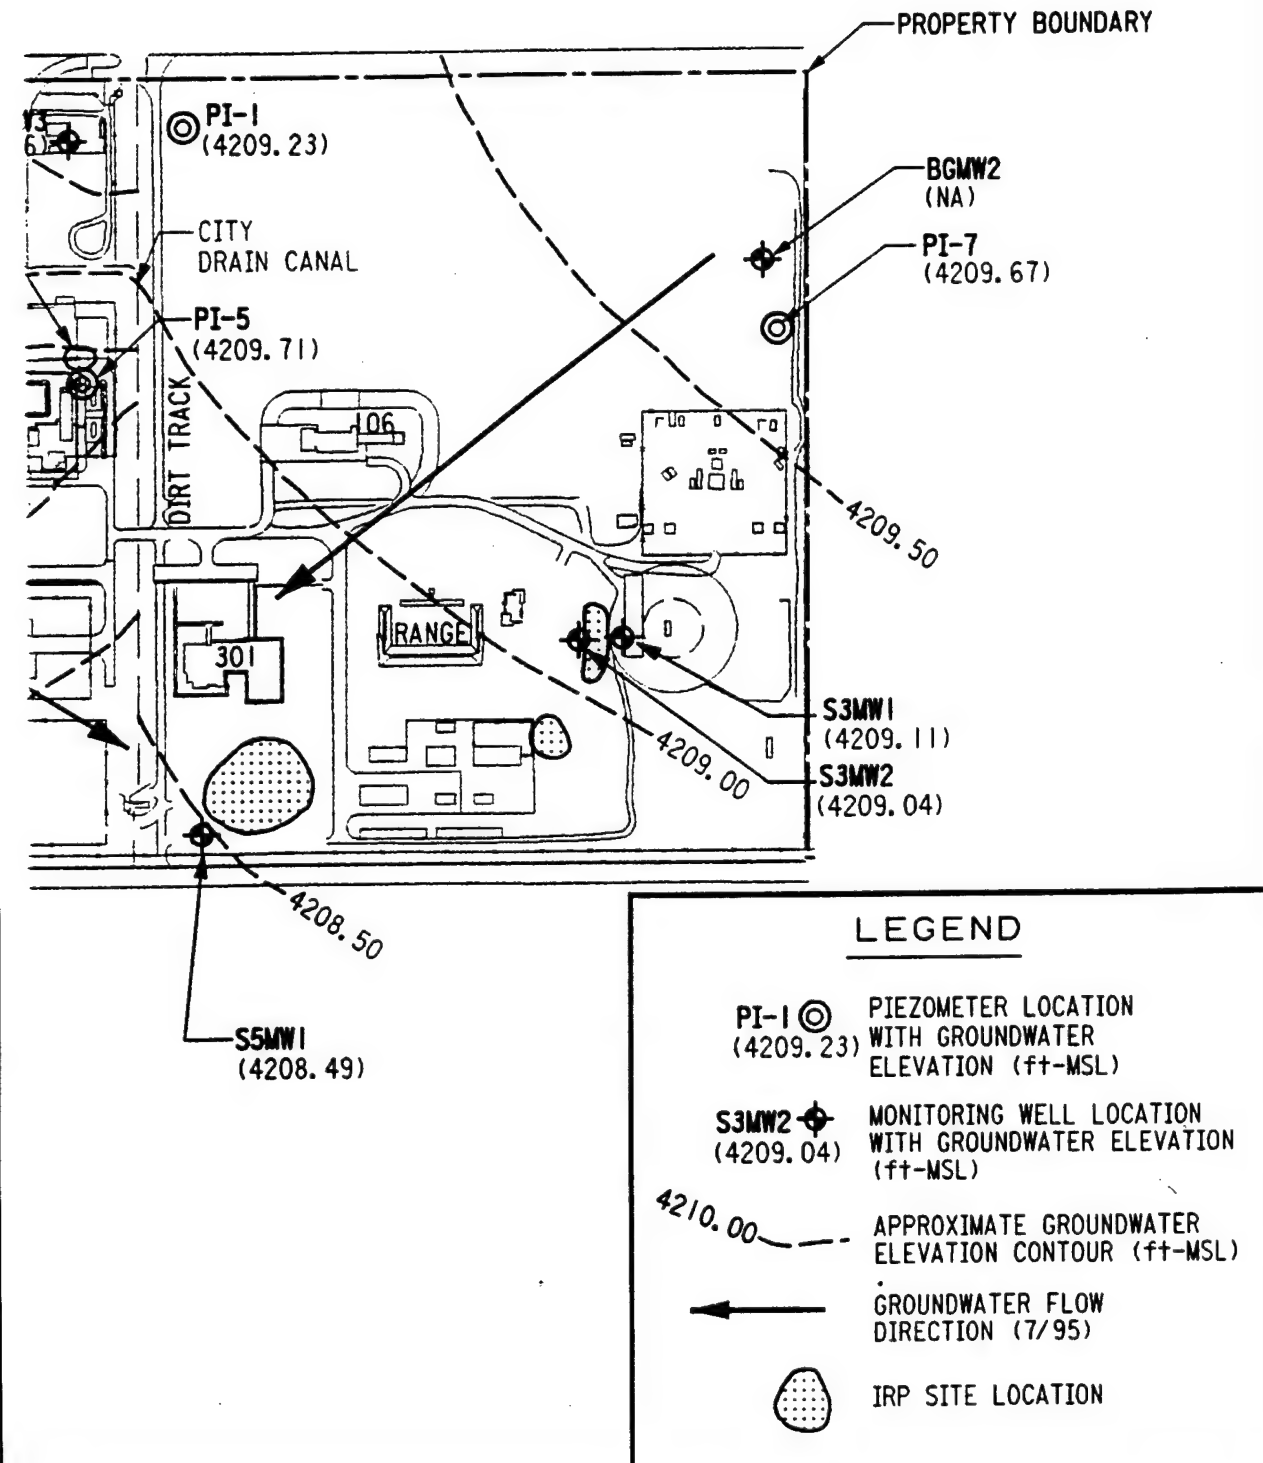 PROPERTY BOUNDARY
PI-1
(4209.23)
V3
6)
BGMW2
(NA)
CITY
DRAIN CANAL
PI-7
(4209.67)
PI-5
(4209.71)
DIRT TRACK
106
4209.50
RANGE
301
S3MW1
(4209.11)
4209.00
S3MW2
(4209.04)
4208.50
S5MW1
(4208.49)
LEGEND
PI-1
(4209.23)
PIEZOMETER LOCATION
WITH GROUNDWATER
ELEVATION (ft-MSL)
S3MW2
(4209.04)
MONITORING WELL LOCATION
WITH GROUNDWATER ELEVATION
(ft-MSL)
4210.00
APPROXIMATE GROUNDWATER
ELEVATION CONTOUR (ft-MSL)
GROUNDWATER FLOW
DIRECTION (7/95)
IRP SITE LOCATION